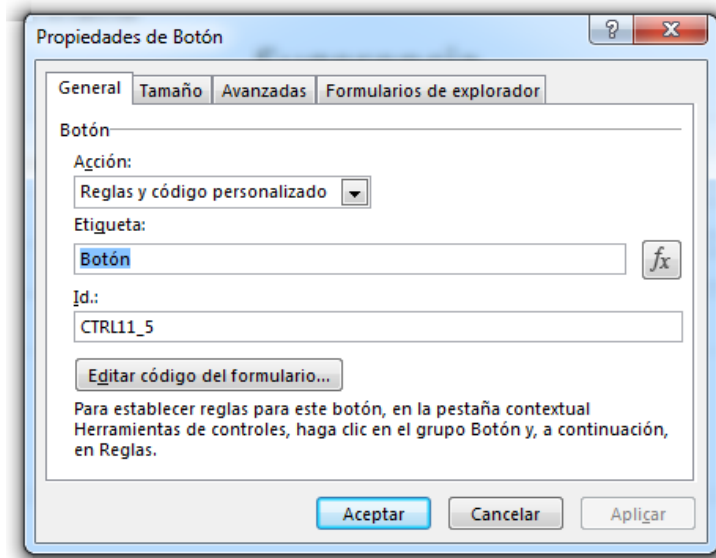 Propiedades de Botón
General Tamaño Avanzadas Formularios de explorador
Botón
Acción:
Reglas y código personalizado
Etiqueta:
Botón
fx
Id.:
CTRL11_5
Editar código del formulario...
Para establecer reglas para este botón, en la pestaña contextual
Herramientas de controles, haga clic en el grupo Botón y, a continuación,
en Reglas.
Aceptar Cancelar Aplicar